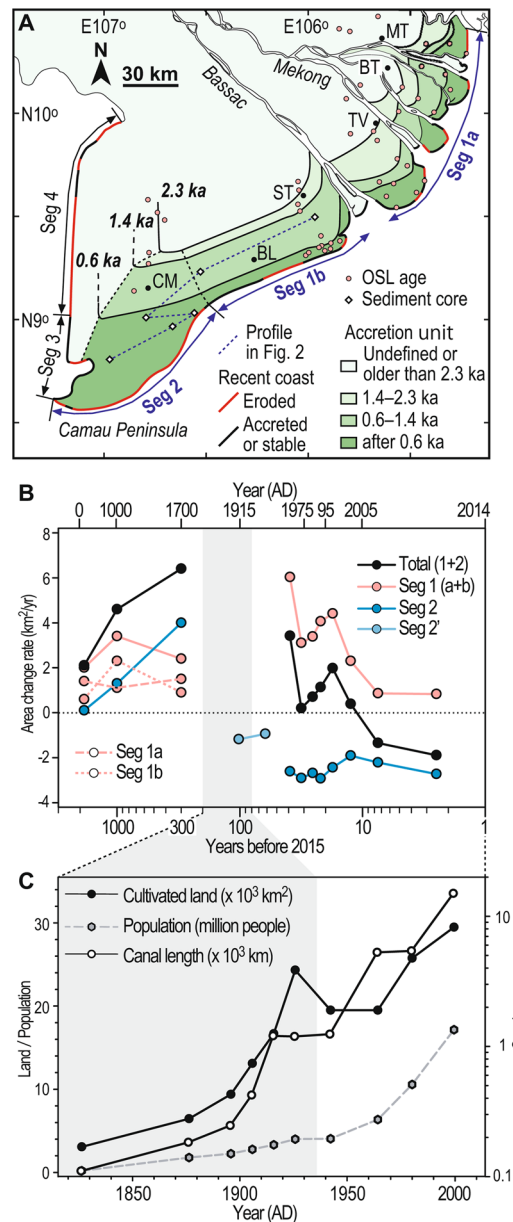 A
E107º
E106º
N
30 km
N10º
N9º
Bassac
Mekong
MT
BT
TV
ST
BL
CM
2.3 ka
1.4 ka
0.6 ka
Seg 4
Seg 3
Seg 2
Seg 1b
Seg 1a
Camau Peninsula
OSL age
Sediment core
Profile
in Fig. 2
Recent coast
Eroded
Accreted
or stable
Accretion unit
Undefined or
older than 2.3 ka
1.4–2.3 ka
0.6–1.4 ka
after 0.6 ka
B
Year (AD)
0 1000 1700 1915 1975 95 2005 2014
Area change rate (km²/yr)
8
6
4
2
0
-2
-4
Total (1+2)
Seg 1 (a+b)
Seg 2
Seg 2'
Seg 1a
Seg 1b
1000 300 100 10 1
Years before 2015
C
Cultivated land (x 10³ km²)
Population (million people)
Canal length (x 10³ km)
Land / Population
30
20
10
0
10
1
0.1
1850 1900 1950 2000
Year (AD)